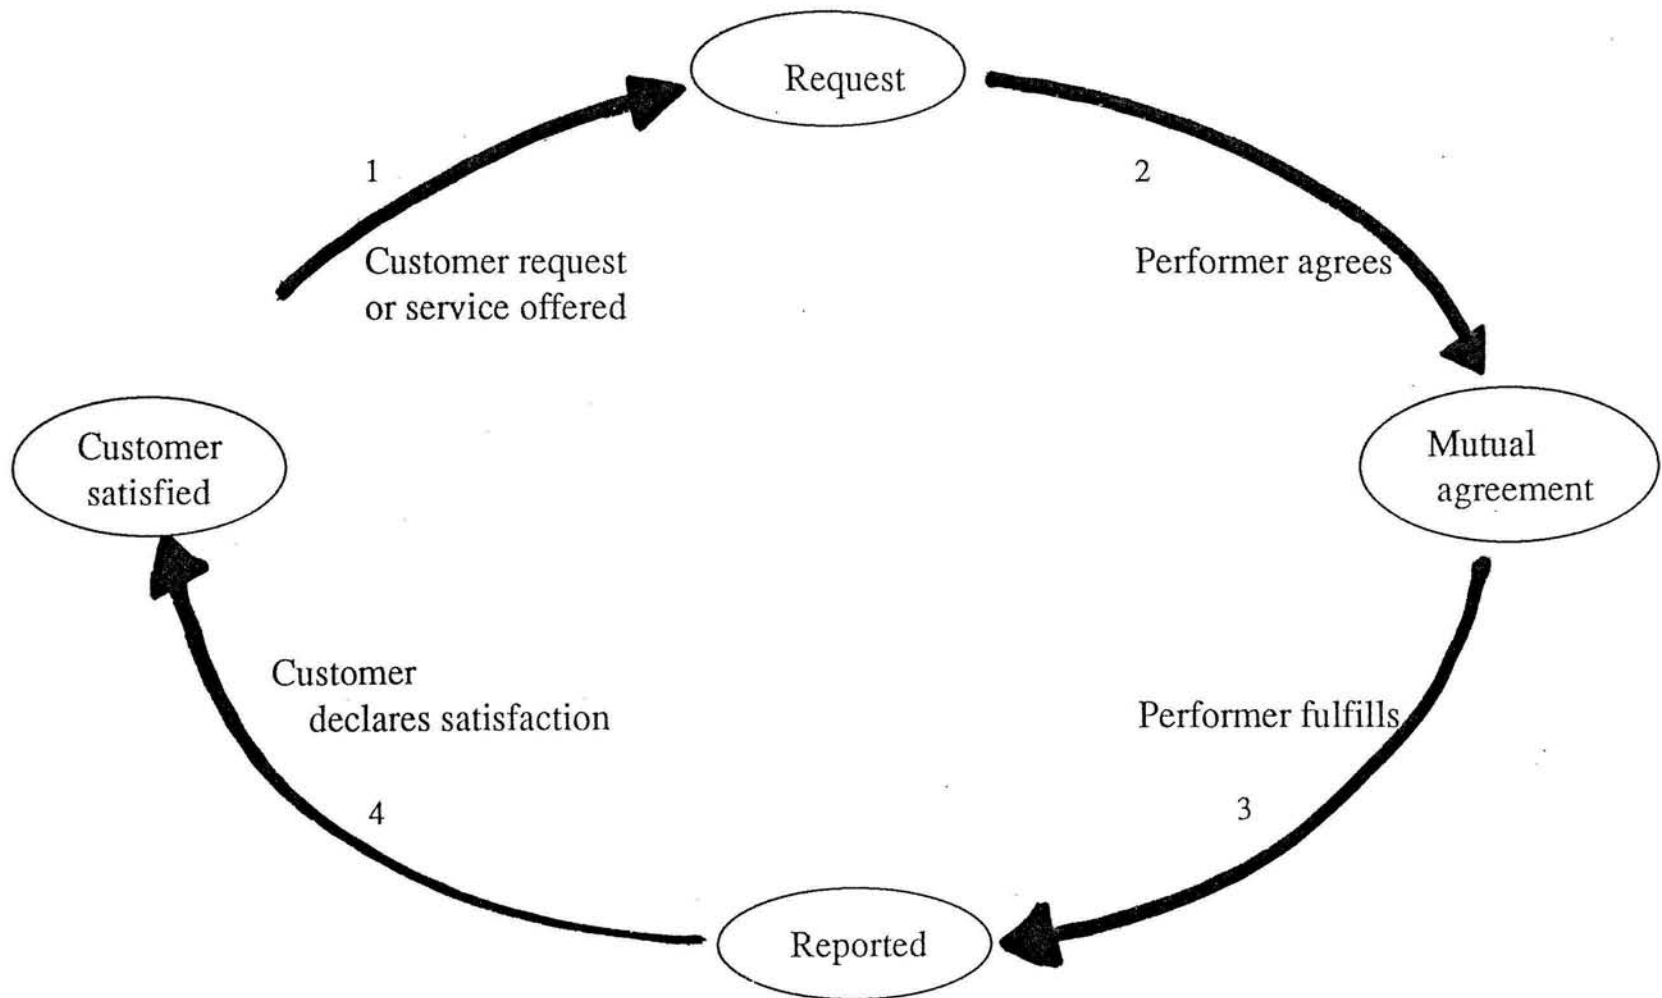 Request
1
Customer request
or service offered
2
Performer agrees
Mutual
agreement
Performer fulfills
3
Reported
4
Customer
declares satisfaction
Customer
satisfied